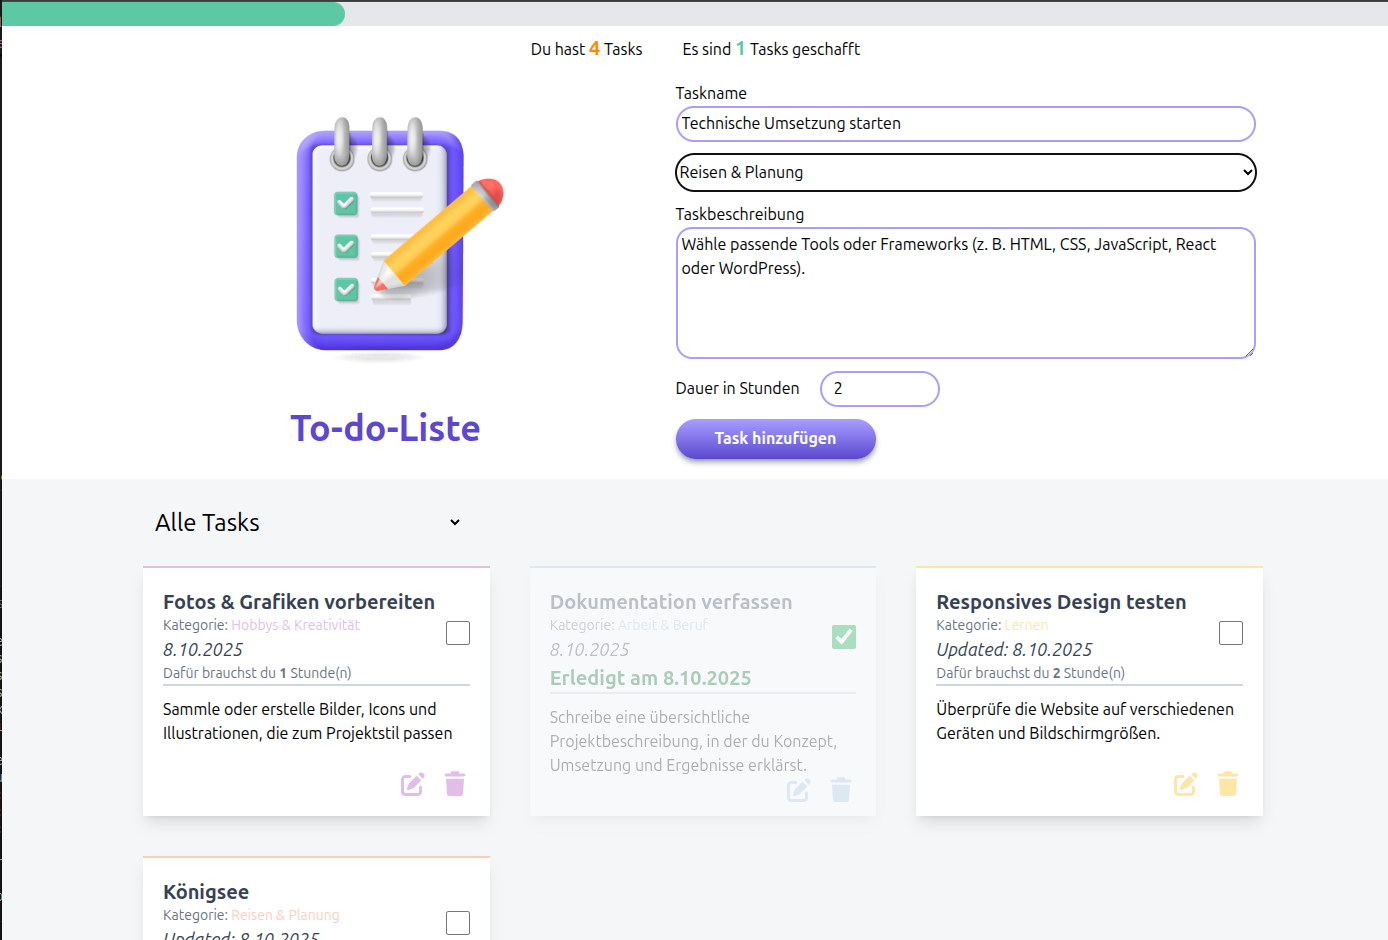 Du hast 4 Tasks Es sind 1 Tasks geschafft
Taskname
Technische Umsetzung starten
Reisen & Planung
Taskbeschreibung
Wähle passende Tools oder Frameworks (z. B. HTML, CSS, JavaScript, React
oder WordPress).
Dauer in Stunden 2
To-do-Liste
Task hinzufügen
Alle Tasks
Fotos & Grafiken vorbereiten
Kategorie: Hobbys & Kreativität
8.10.2025
Dafür brauchst du 1 Stunde(n)
Sammle oder erstelle Bilder, Icons und
Illustrationen, die zum Projektstil passen
Dokumentation verfassen
Kategorie: Arbeit & Beruf
8.10.2025
Erledigt am 8.10.2025
Schreibe eine übersichtliche
Projektbeschreibung, in der du Konzept,
Umsetzung und Ergebnisse erklärst.
Responsives Design testen
Kategorie: Lernen
Updated: 8.10.2025
Dafür brauchst du 2 Stunde(n)
Überprüfe die Website auf verschiedenen
Geräten und Bildschirmgrößen.
Königsee
Kategorie: Reisen & Planung
Updated: 8.10.2025